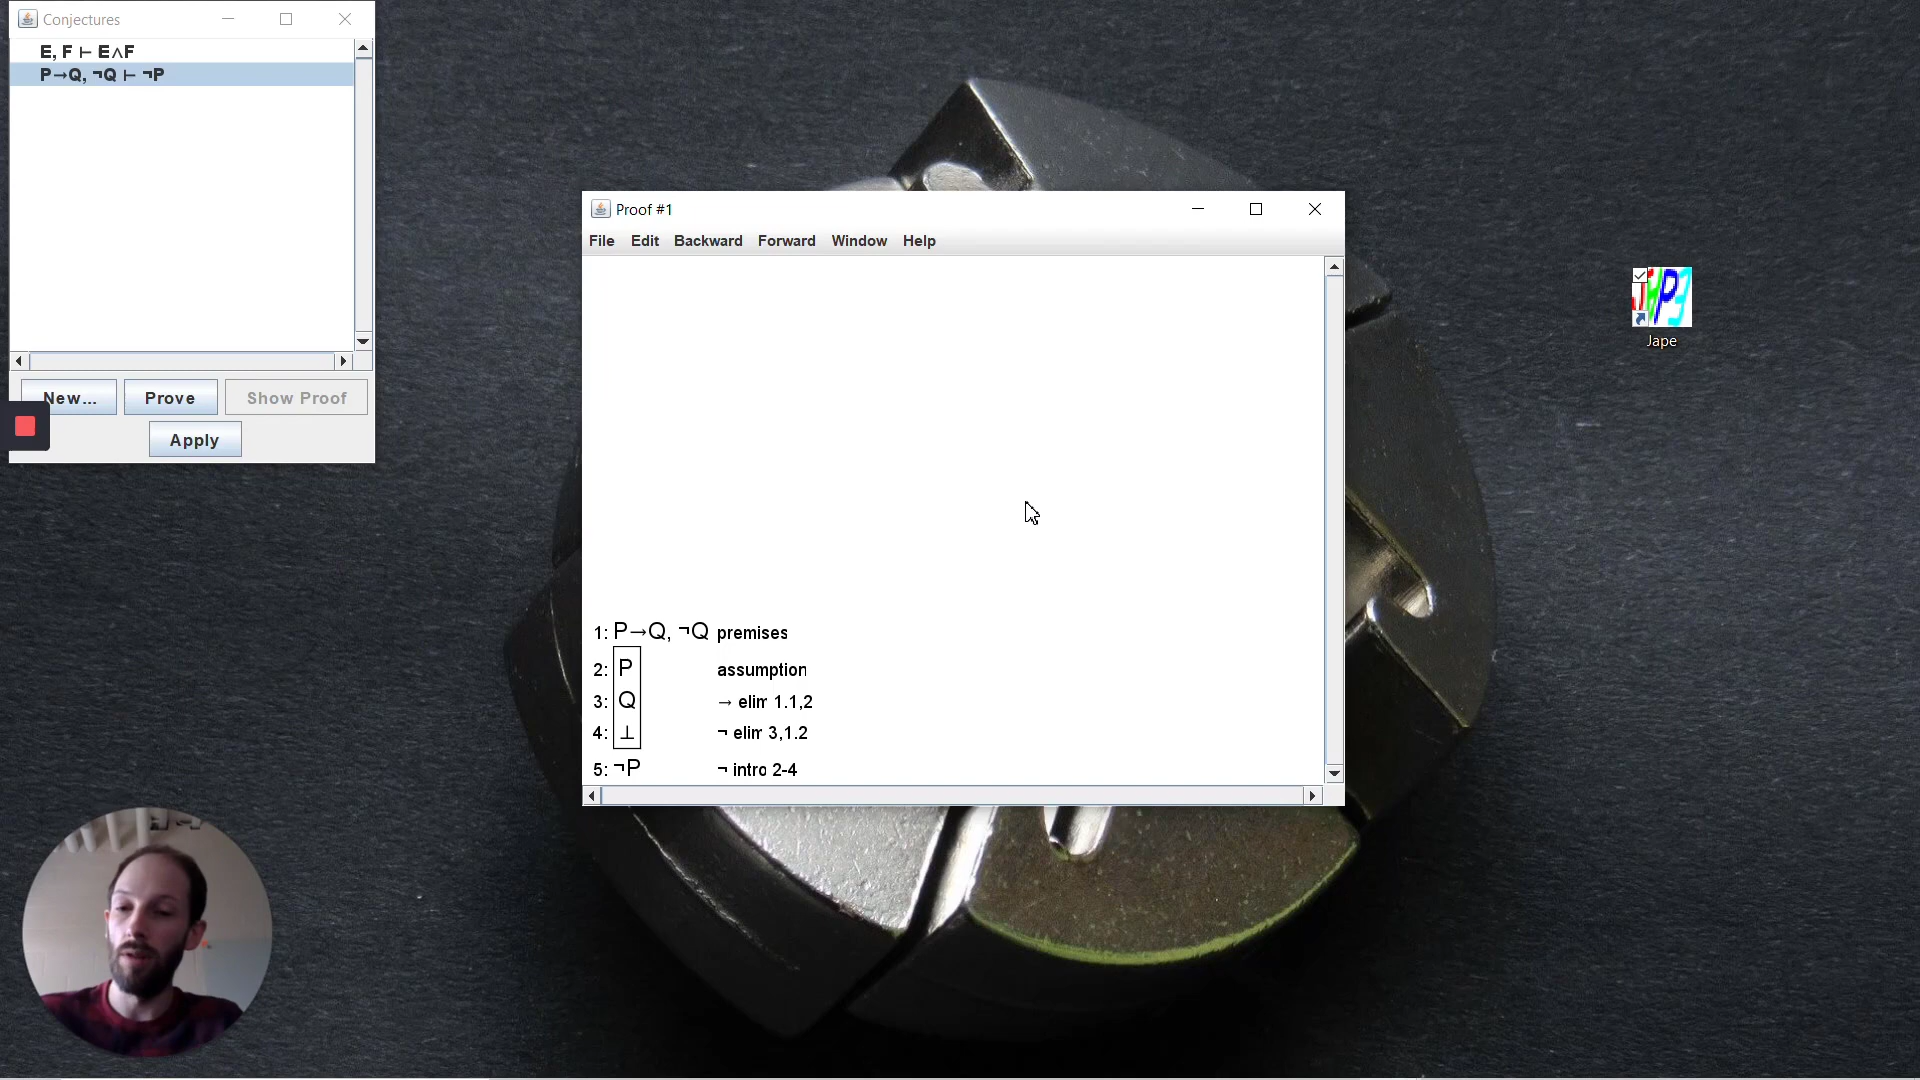 Conjectures
E, F ⊢ E∧F
P→Q, ¬Q ⊢ ¬P
New...
Prove
Show Proof
Apply
Proof #1
File Edit Backward Forward Window Help
1: P→Q, ¬Q premises
2: P assumption
3: Q → elim 1.1,2
4: ⊥ ¬ elim 3,1.2
5: ¬P ¬ intro 2-4
Jape